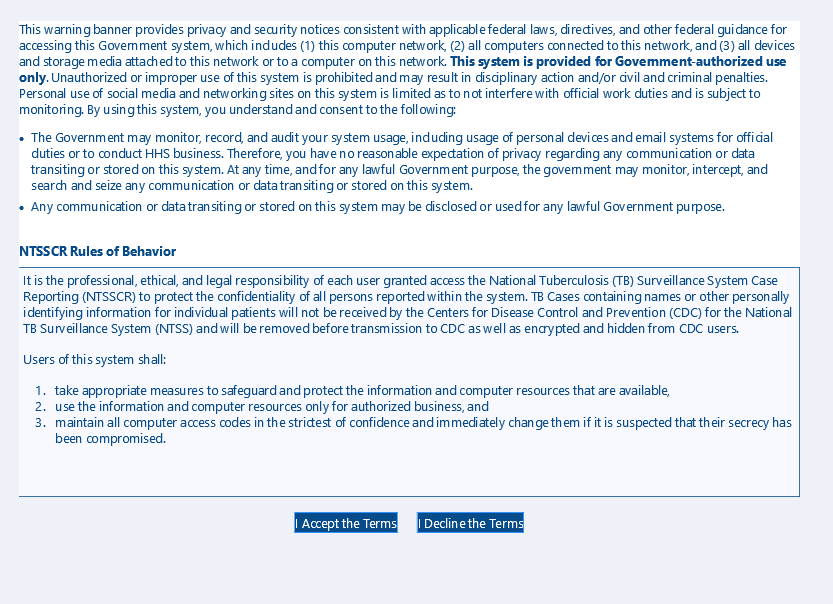 This warning banner provides privacy and security notices consistent with applicable federal laws, directives, and other federal guidance for
accessing this Government system, which includes (1) this computer network, (2) all computers connected to this network, and (3) all devices
and storage media attached to this network or to a computer on this network. This system is provided for Government-authorized use
only. Unauthorized or improper use of this system is prohibited and may result in disciplinary action and/or civil and criminal penalties.
Personal use of social media and networking sites on this system is limited as to not interfere with official work duties and is subject to
monitoring. By using this system, you understand and consent to the following:
• The Government may monitor, record, and audit your system usage, including usage of personal devices and email systems for official
duties or to conduct HHS business. Therefore, you have no reasonable expectation of privacy regarding any communication or data
transiting or stored on this system. At any time, and for any lawful Government purpose, the government may monitor, intercept, and
search and seize any communication or data transiting or stored on this system.
• Any communication or data transiting or stored on this system may be disclosed or used for any lawful Government purpose.
NTSSCR Rules of Behavior
It is the professional, ethical, and legal responsibility of each user granted access the National Tuberculosis (TB) Surveillance System Case
Reporting (NTSSCR) to protect the confidentiality of all persons reported within the system. TB Cases containing names or other personally
identifying information for individual patients will not be received by the Centers for Disease Control and Prevention (CDC) for the National
TB Surveillance System (NTSS) and will be removed before transmission to CDC as well as encrypted and hidden from CDC users.
Users of this system shall:
1. take appropriate measures to safeguard and protect the information and computer resources that are available,
2. use the information and computer resources only for authorized business, and
3. maintain all computer access codes in the strictest of confidence and immediately change them if it is suspected that their secrecy has
been compromised.
I Accept the Terms I Decline the Terms